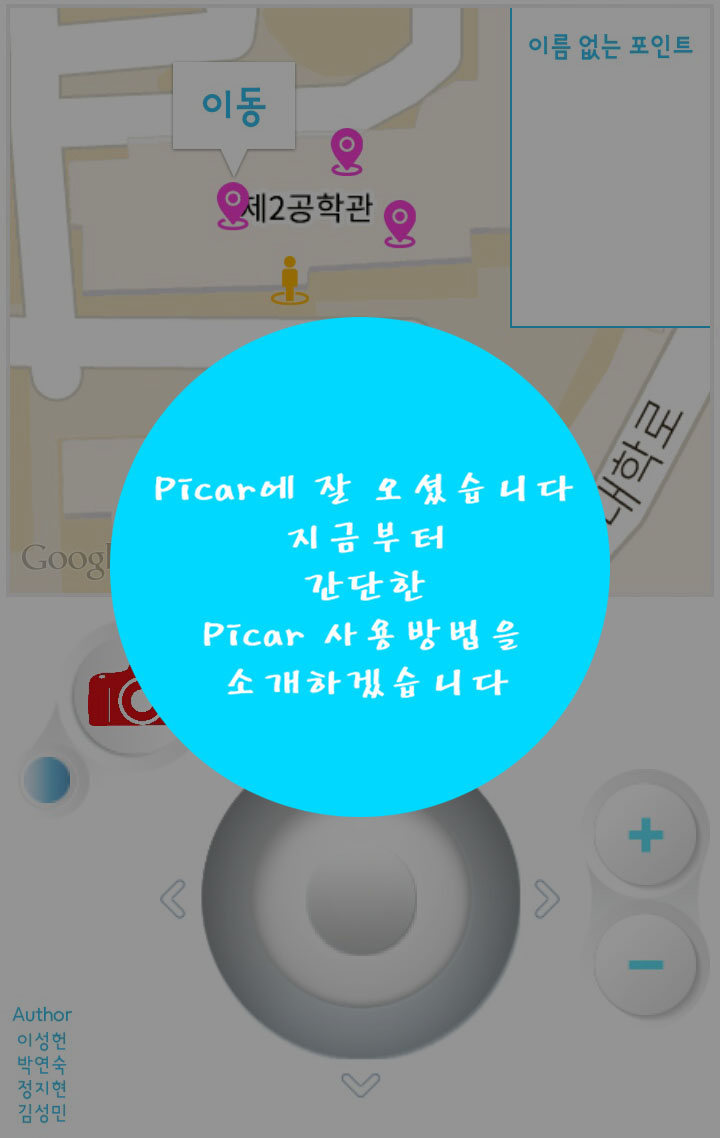 이름 없는 포인트
이동
제2공학관
대학로
Picar에 잘 오셨습니다
지금부터
간단한
Picar 사용방법을
소개하겠습니다
+
−
Author
이성헌
박연숙
정지현
김성민